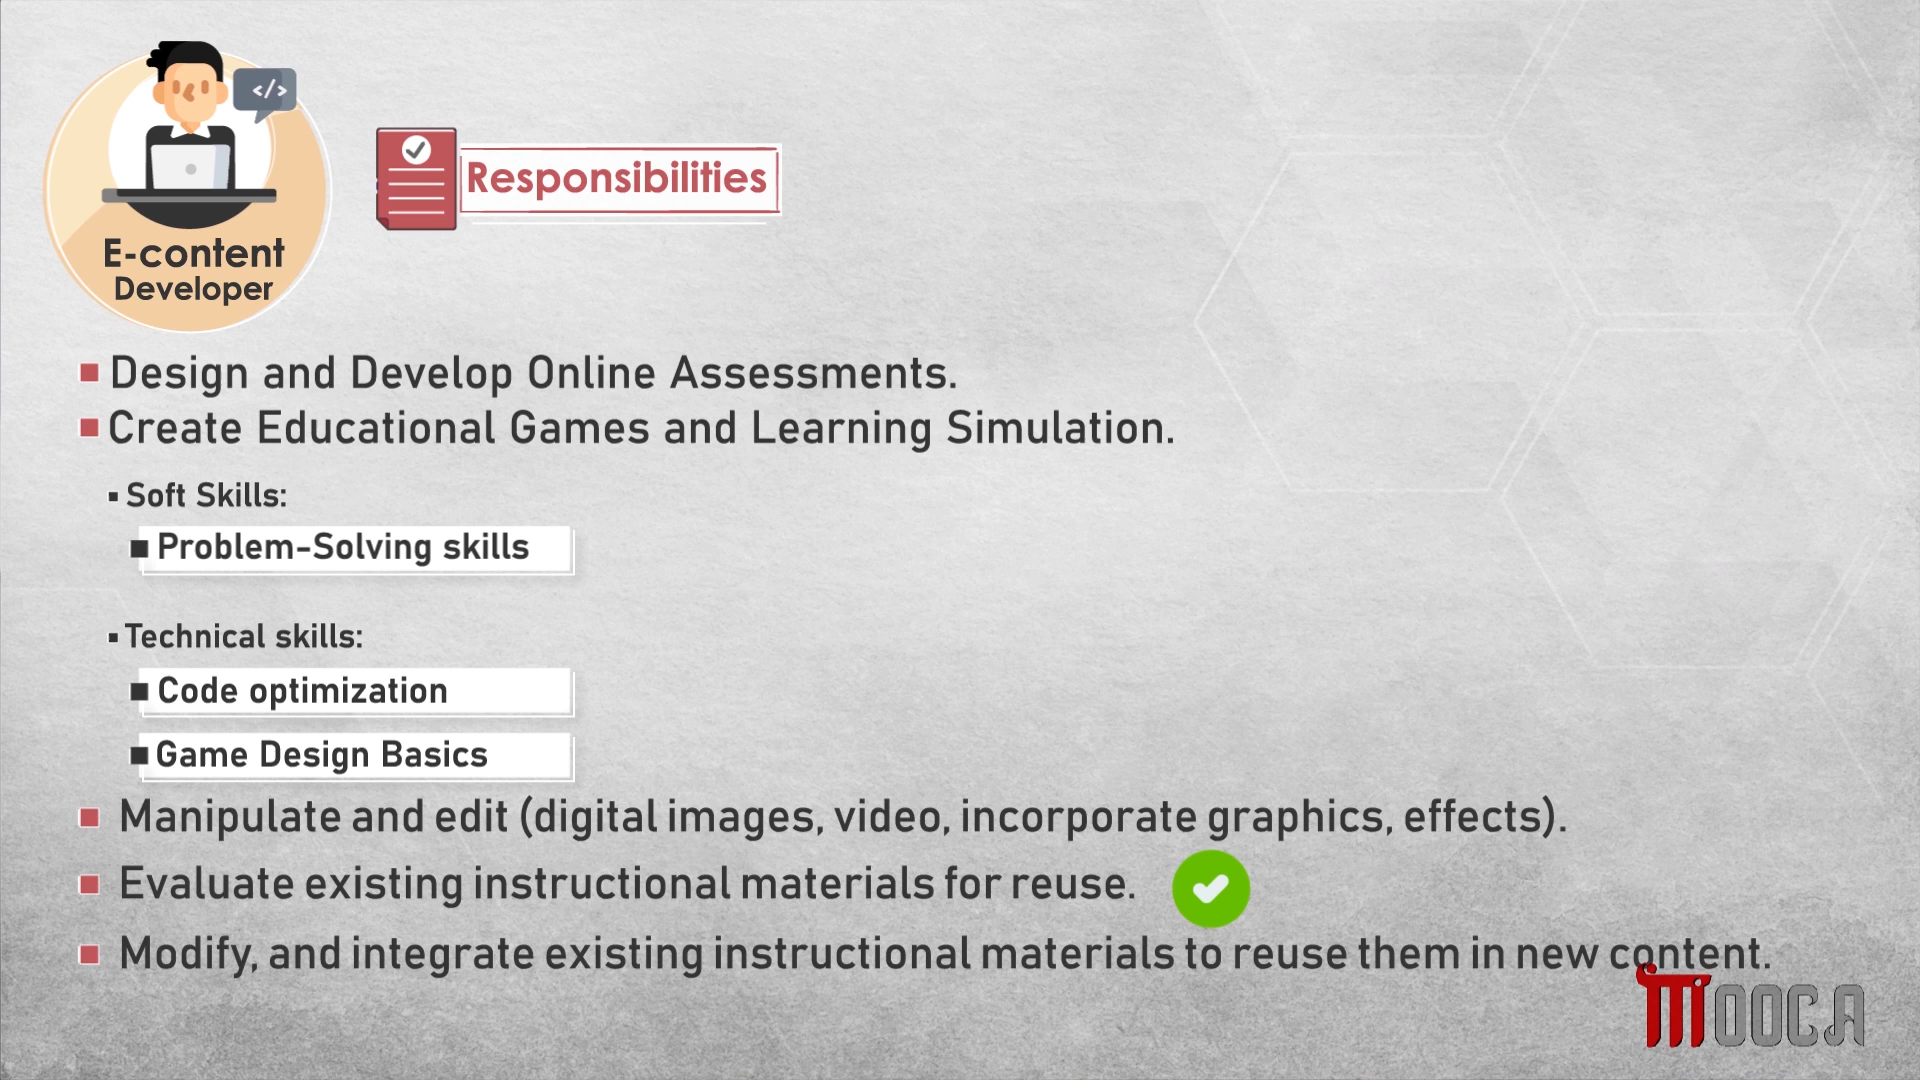 </>
E-content
Developer
Responsibilities
Design and Develop Online Assessments.
Create Educational Games and Learning Simulation.
Soft Skills:
Problem-Solving skills
Technical skills:
Code optimization
Game Design Basics
Manipulate and edit (digital images, video, incorporate graphics, effects).
Evaluate existing instructional materials for reuse.
Modify, and integrate existing instructional materials to reuse them in new content.
MOOCA